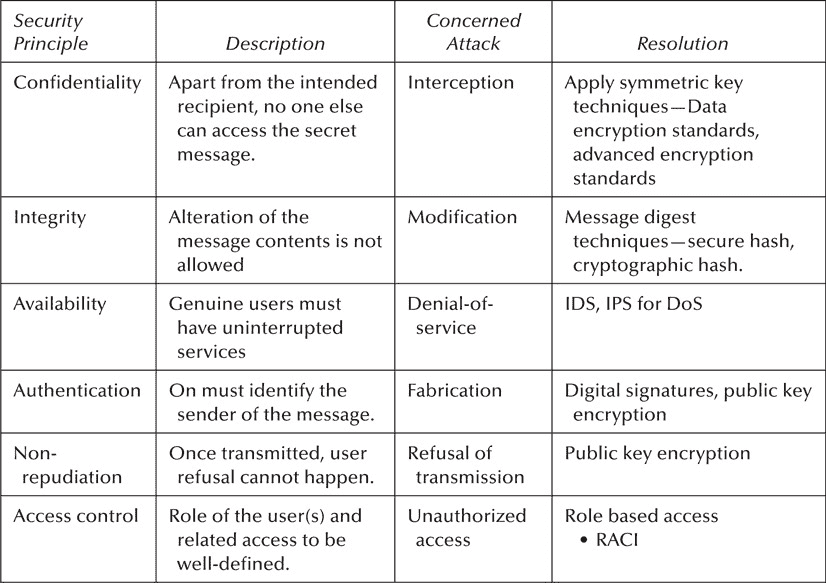 Security Principle | Description | Concerned Attack | Resolution
Confidentiality | Apart from the intended recipient, no one else can access the secret message. | Interception | Apply symmetric key techniques—Data encryption standards, advanced encryption standards
Integrity | Alteration of the message contents is not allowed | Modification | Message digest techniques—secure hash, cryptographic hash.
Availability | Genuine users must have uninterrupted services | Denial-of-service | IDS, IPS for DoS
Authentication | On must identify the sender of the message. | Fabrication | Digital signatures, public key encryption
Non-repudiation | Once transmitted, user refusal cannot happen. | Refusal of transmission | Public key encryption
Access control | Role of the user(s) and related access to be well-defined. | Unauthorized access | Role based access • RACI